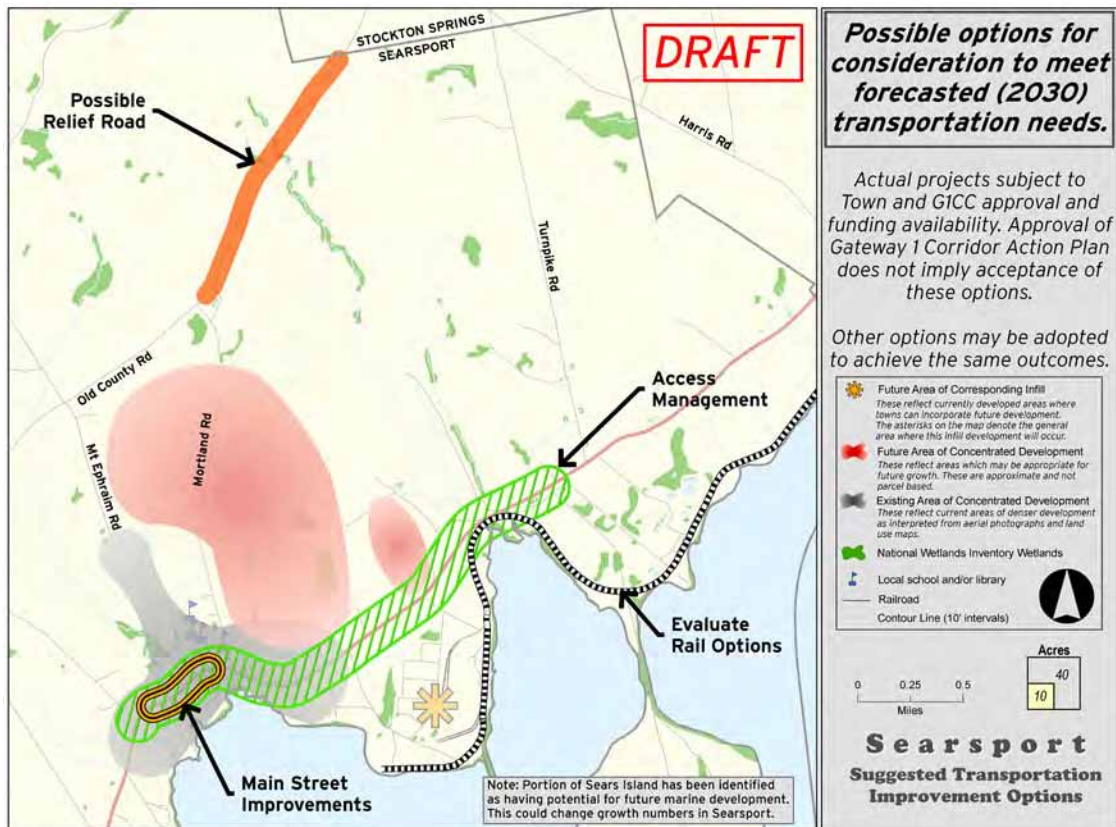 STOCKTON SPRINGS
SEARSPORT
DRAFT
Possible
Relief Road
Harris Rd
Turnpike Rd
Old County Rd
Mt Ephraim Rd
Mortland Rd
Access
Management
Evaluate
Rail Options
Main Street
Improvements
Note: Portion of Sears Island has been identified
as having potential for future marine development.
This could change growth numbers in Searsport.
Possible options for
consideration to meet
forecasted (2030)
transportation needs.
Actual projects subject to
Town and G1CC approval and
funding availability. Approval of
Gateway 1 Corridor Action Plan
does not imply acceptance of
these options.
Other options may be adopted
to achieve the same outcomes.
Future Area of Corresponding Infill
These reflect currently developed areas where
towns can incorporate future development.
The asterisks on the map denote the general
area where this infill development will occur.
Future Area of Concentrated Development
These reflect areas which may be appropriate for
future growth. These are approximate and not
parcel based.
Existing Area of Concentrated Development
These reflect current areas of denser development
as interpreted from aerial photographs and land
use maps.
National Wetlands Inventory Wetlands
Local school and/or library
Railroad
Contour Line (10' intervals)
0 0.25 0.5
Miles
Acres
40
10
Searsport
Suggested Transportation
Improvement Options